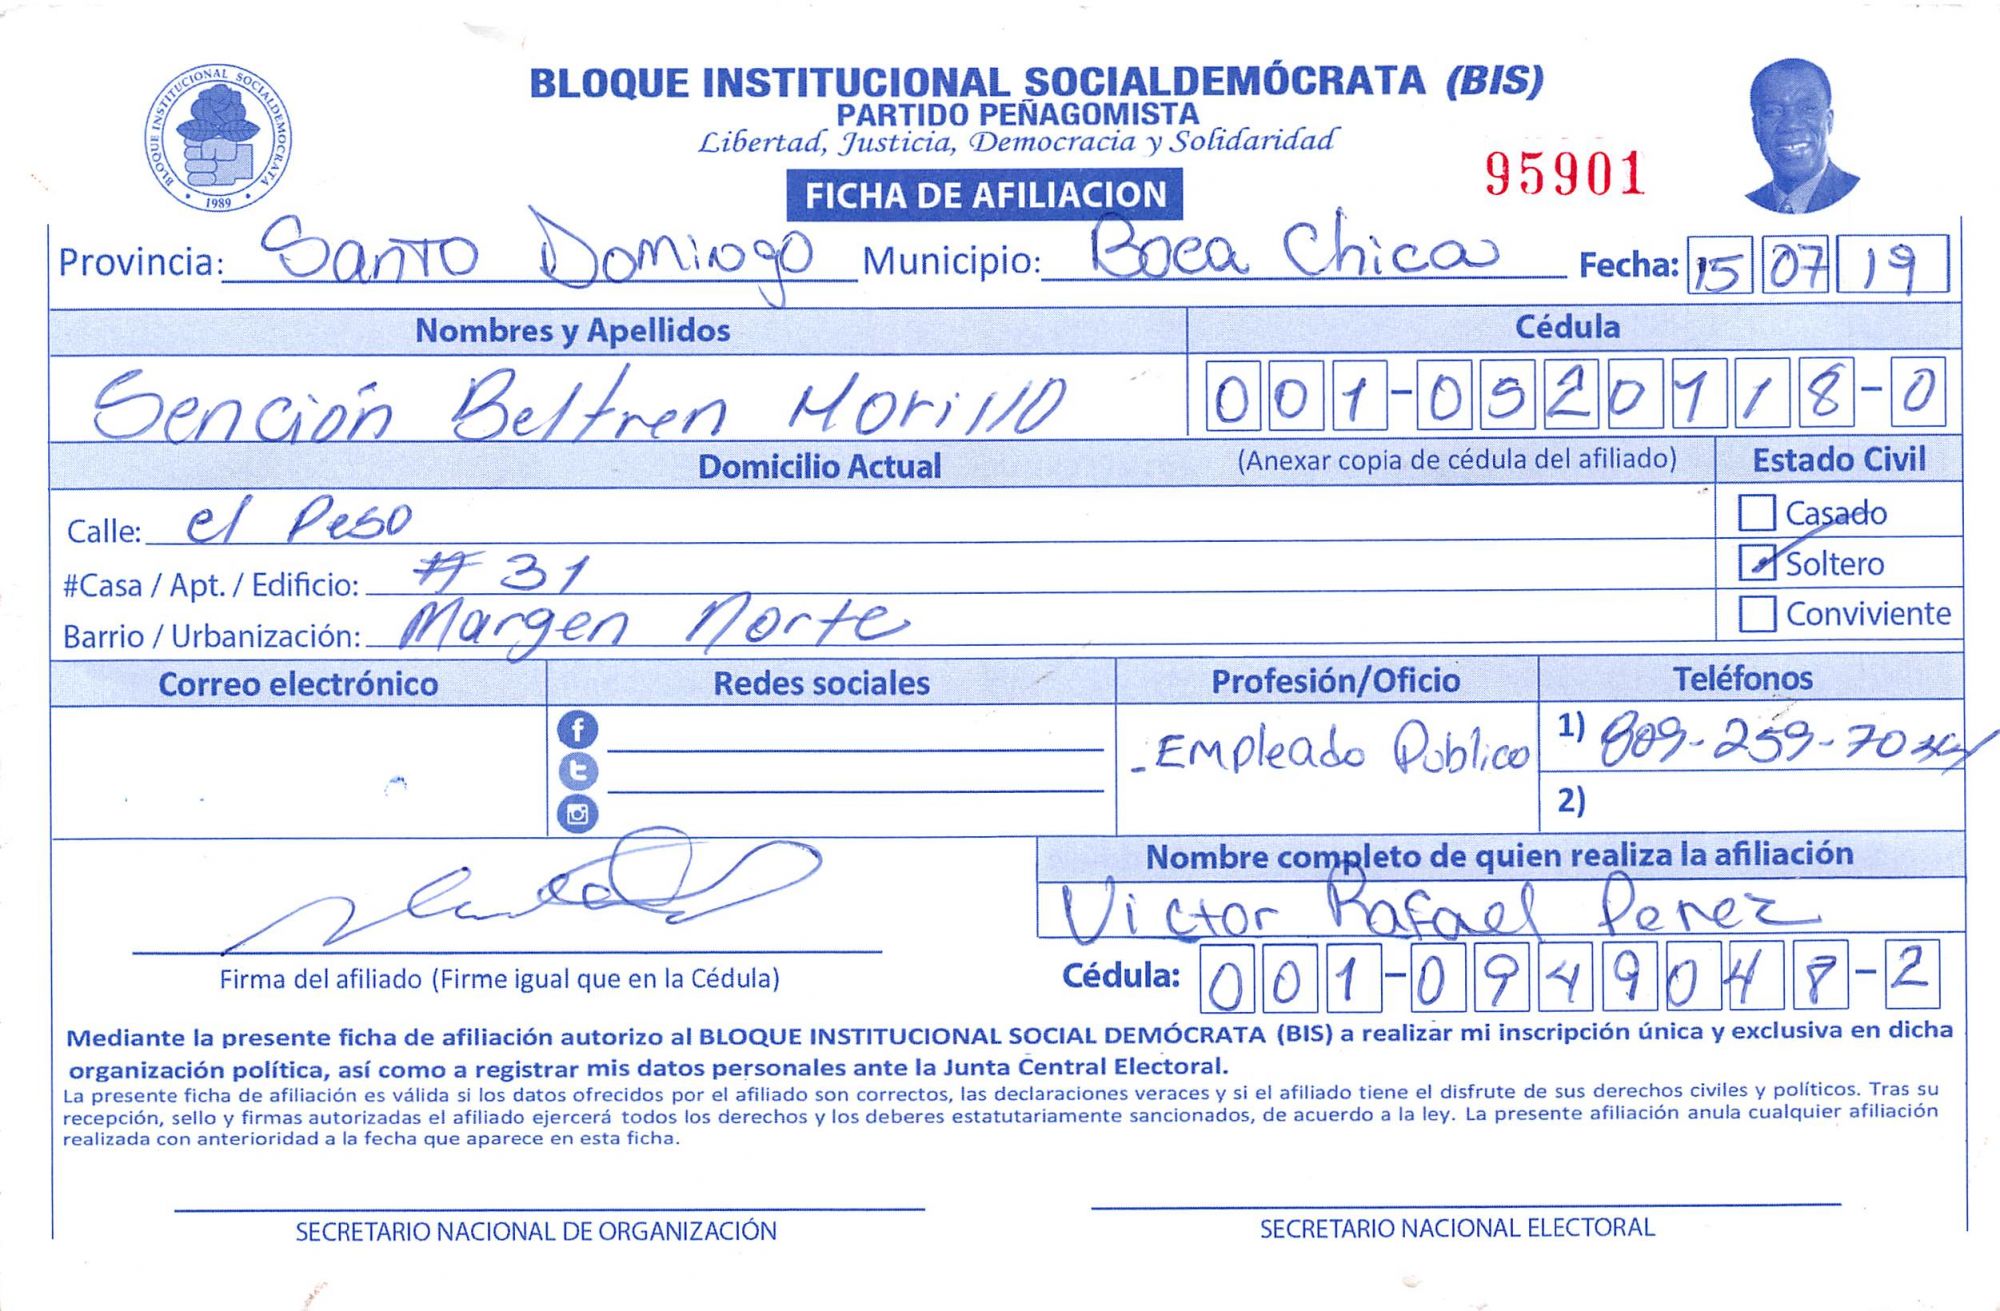 BLOQUE INSTITUCIONAL SOCIALDEMÓCRATA (BIS)
PARTIDO PEÑAGOMISTA
Libertad, Justicia, Democracia y Solidaridad
BLOQUE INSTITUCIONAL SOCIALDEMOCRATA
1989
95901
FICHA DE AFILIACION
Provincia: Santo Domingo Municipio: Boca Chica Fecha: 15 07 19
Nombres y Apellidos Cédula
Sención Beltren Morillo 001-0520118-0
Domicilio Actual (Anexar copia de cédula del afiliado) Estado Civil
Calle: el Peso Casado
#Casa / Apt. / Edificio: # 31 Soltero
Barrio / Urbanización: Margen Norte Conviviente
Correo electrónico Redes sociales Profesión/Oficio Teléfonos
-Empleado Publico 1) 809-259-70
2)
Nombre completo de quien realiza la afiliación
Victor Rafael Perez
Firma del afiliado (Firme igual que en la Cédula) Cédula: 001-0949048-2
Mediante la presente ficha de afiliación autorizo al BLOQUE INSTITUCIONAL SOCIAL DEMÓCRATA (BIS) a realizar mi inscripción única y exclusiva en dicha
organización política, así como a registrar mis datos personales ante la Junta Central Electoral.
La presente ficha de afiliación es válida si los datos ofrecidos por el afiliado son correctos, las declaraciones veraces y si el afiliado tiene el disfrute de sus derechos civiles y políticos. Tras su
recepción, sello y firmas autorizadas el afiliado ejercerá todos los derechos y los deberes estatutariamente sancionados, de acuerdo a la ley. La presente afiliación anula cualquier afiliación
realizada con anterioridad a la fecha que aparece en esta ficha.
SECRETARIO NACIONAL DE ORGANIZACIÓN SECRETARIO NACIONAL ELECTORAL